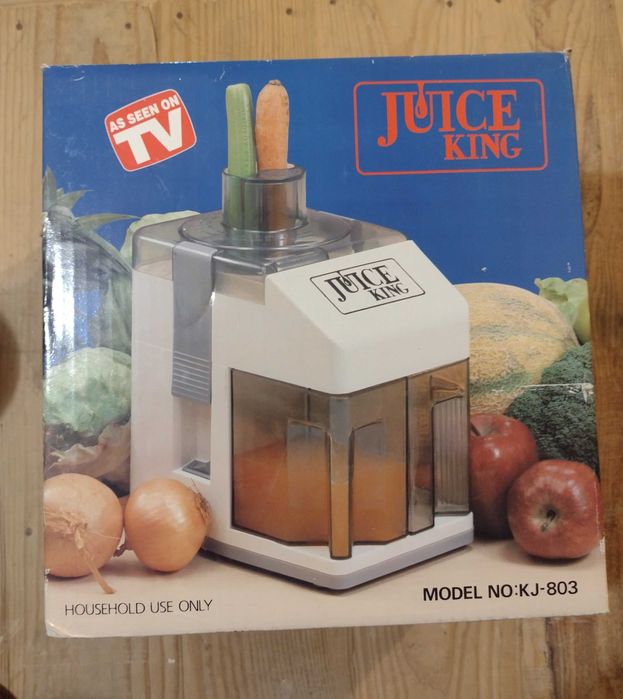 AS SEEN ON
TV
JUICE
KING
JUICE
KING
HOUSEHOLD USE ONLY
MODEL NO:KJ-803